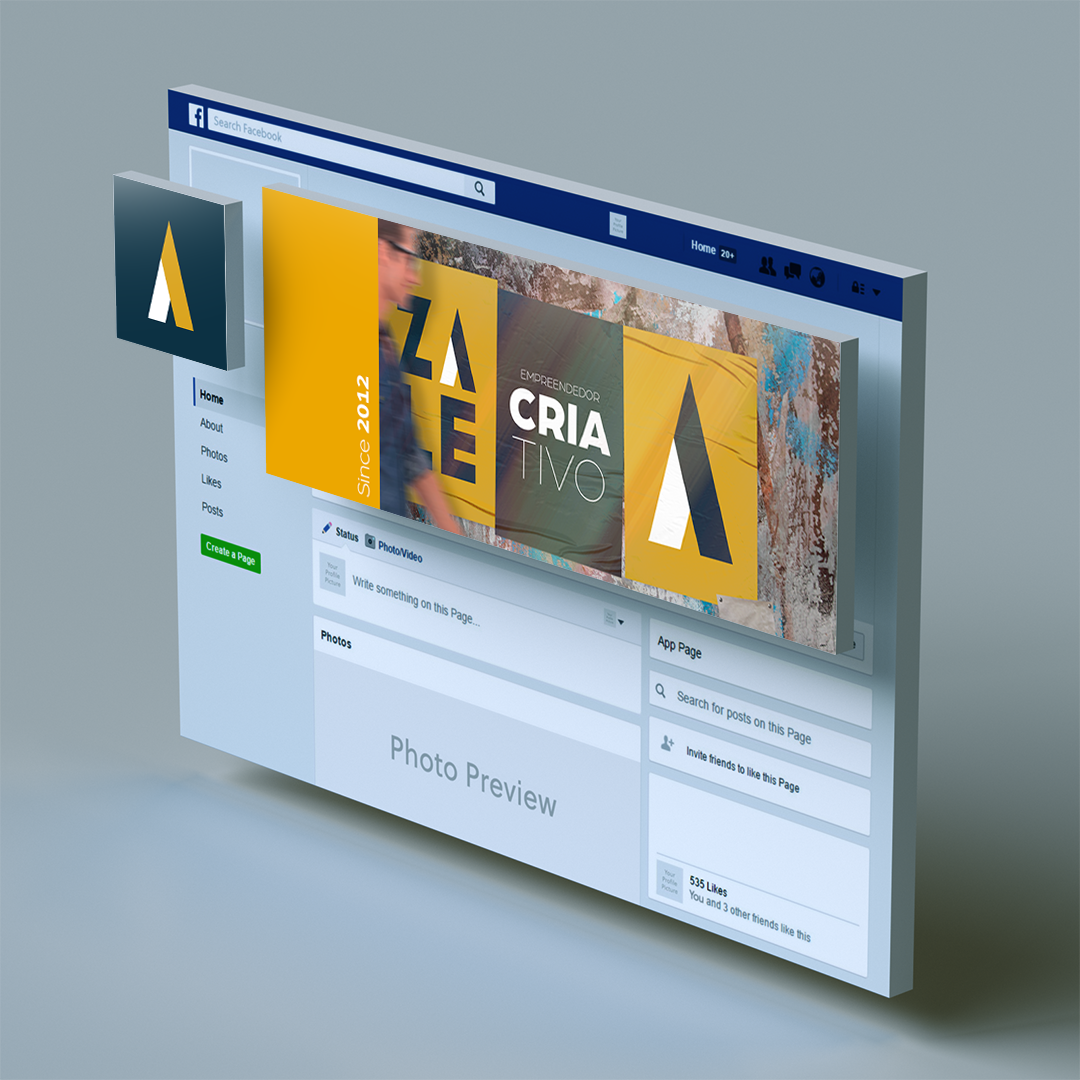 Search Facebook
Home 20+
Home
About
Photos
Likes
Posts
Create a Page
Since 2012
ZA
LE
EMPREENDEDOR
CRIA
TIVO
Status
Photo/Video
Your
Profile
Picture
Write something on this Page...
Photos
Photo Preview
App Page
Search for posts on this Page
Invite friends to like this Page
Your
Profile
Picture
535 Likes
You and 3 other friends like this